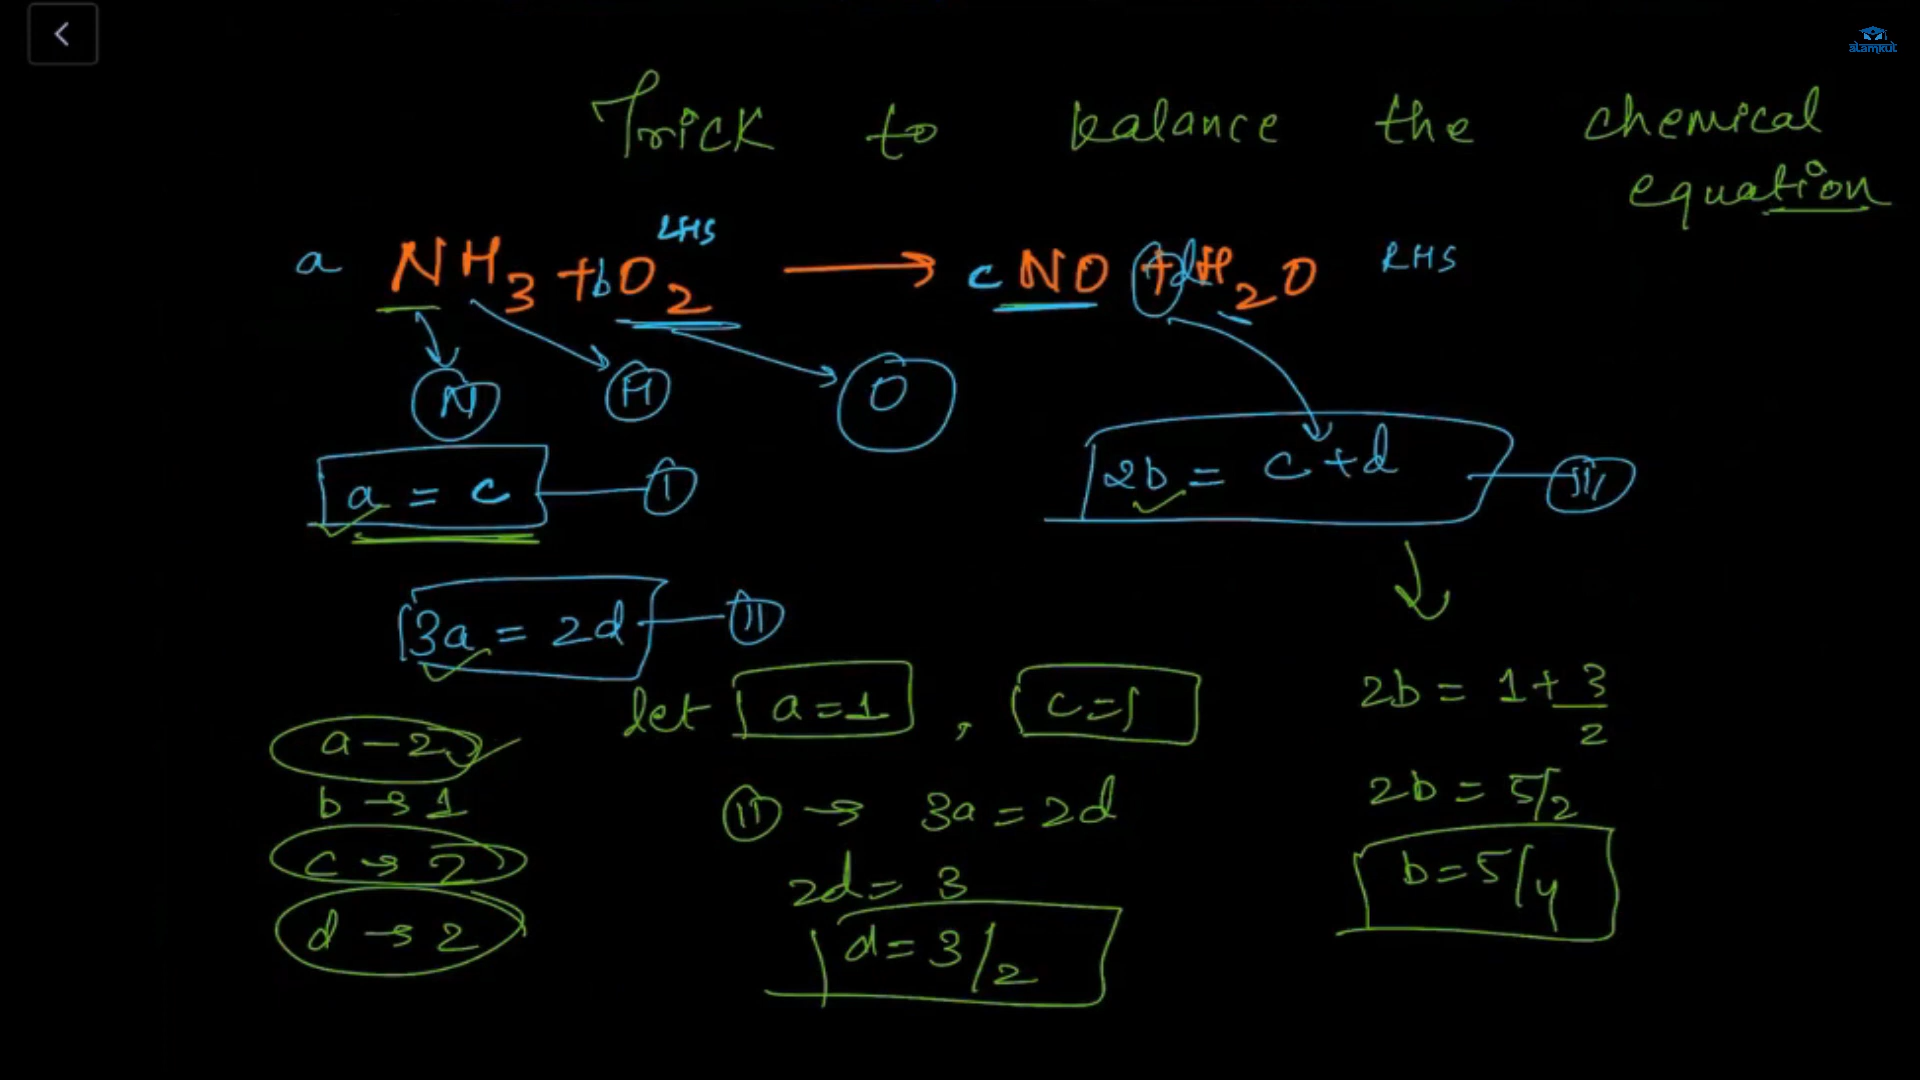 alamkut
Trick to balance the chemical
equation
LHS
a NH3 + bO2 → cNO + dH2O RHS
N H O
a = c I
2b = c + d III
3a = 2d II
let a=1 , c=1
2b = 1 + 3/2
a - 2
II → 3a = 2d
2b = 5/2
b → 1
c → 2
2d = 3
b = 5/4
d → 2
d = 3/2